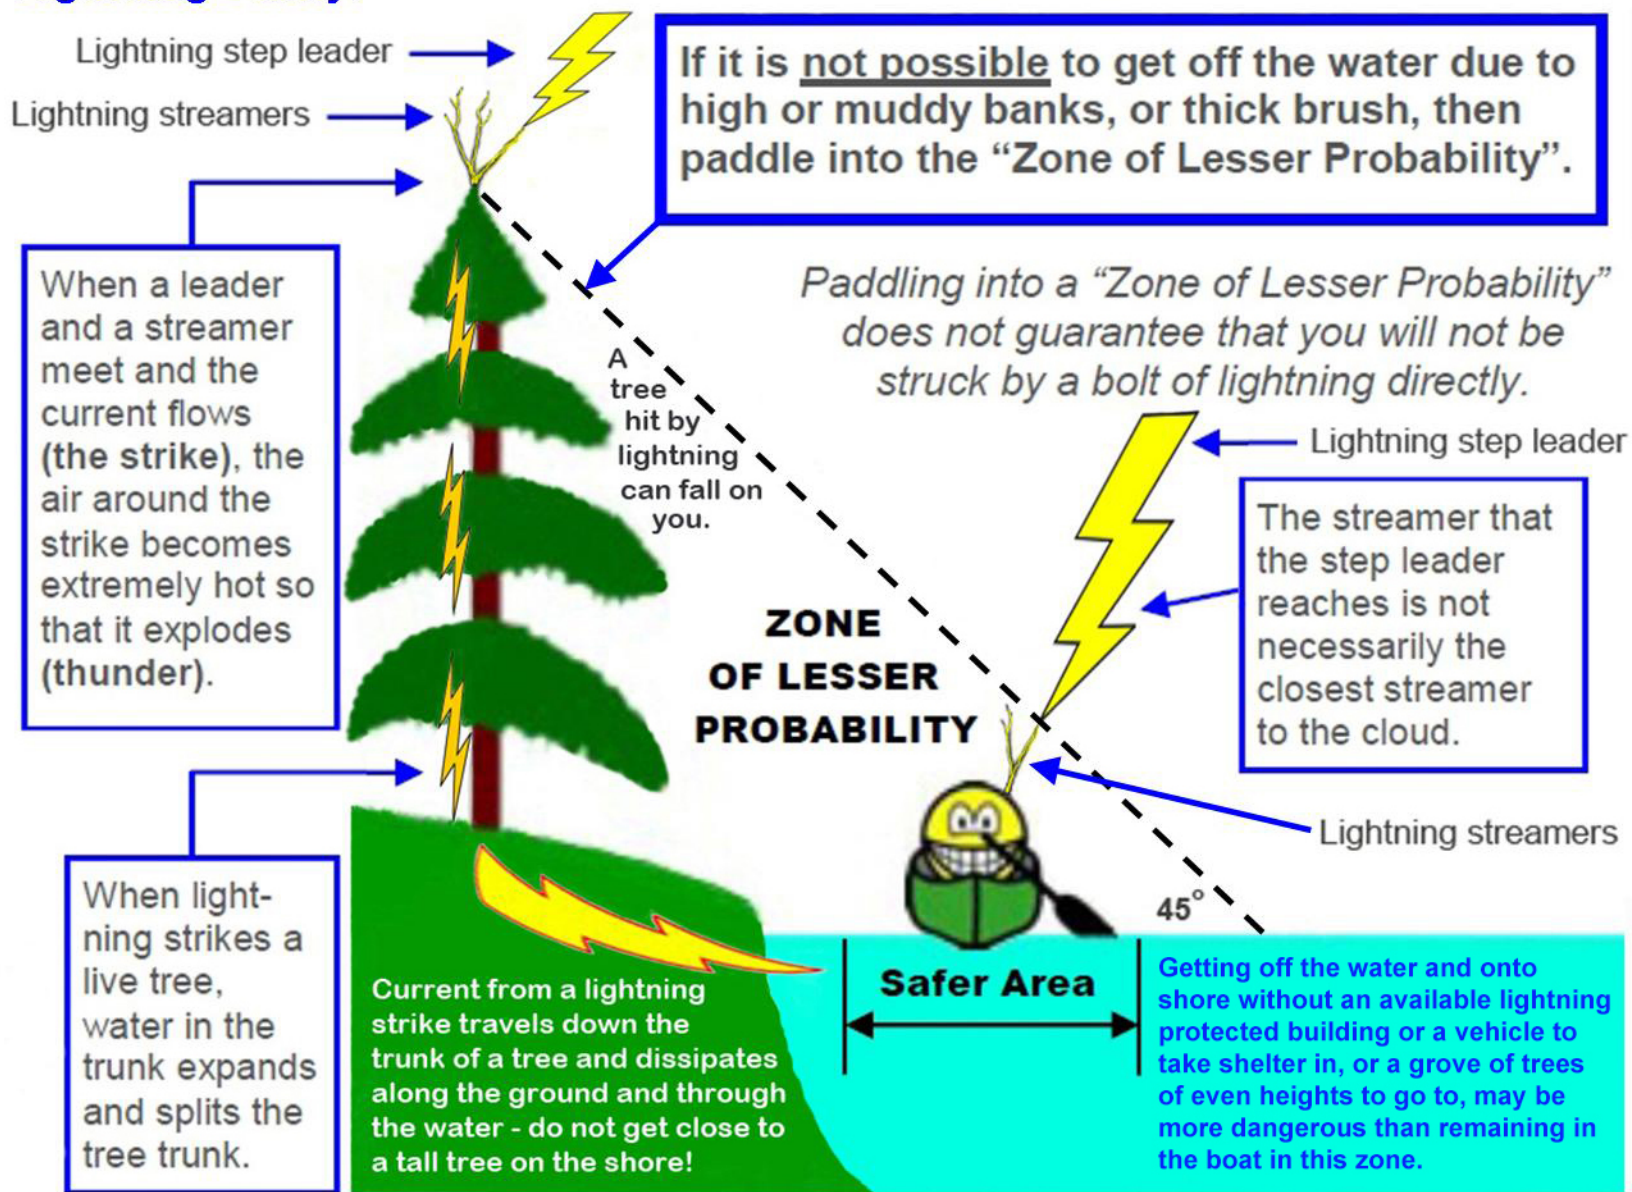 Lightning step leader
Lightning streamers
If it is not possible to get off the water due to
high or muddy banks, or thick brush, then
paddle into the “Zone of Lesser Probability”.
When a leader
and a streamer
meet and the
current flows
(the strike), the
air around the
strike becomes
extremely hot so
that it explodes
(thunder).
Paddling into a “Zone of Lesser Probability”
does not guarantee that you will not be
struck by a bolt of lightning directly.
A
tree
hit by
lightning
can fall on
you.
Lightning step leader
The streamer that
the step leader
reaches is not
necessarily the
closest streamer
to the cloud.
ZONE
OF LESSER
PROBABILITY
Lightning streamers
45°
When light-
ning strikes a
live tree,
water in the
trunk expands
and splits the
tree trunk.
Current from a lightning
strike travels down the
trunk of a tree and dissipates
along the ground and through
the water - do not get close to
a tall tree on the shore!
Safer Area
Getting off the water and onto
shore without an available lightning
protected building or a vehicle to
take shelter in, or a grove of trees
of even heights to go to, may be
more dangerous than remaining in
the boat in this zone.